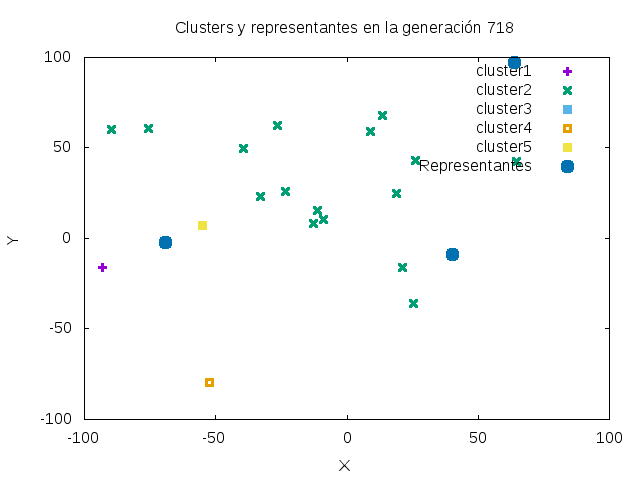 Clusters y representantes en la generación 718
100
50
0
-50
-100
-100
-50
0
50
100
Y
X
cluster1
cluster2
cluster3
cluster4
cluster5
Representantes